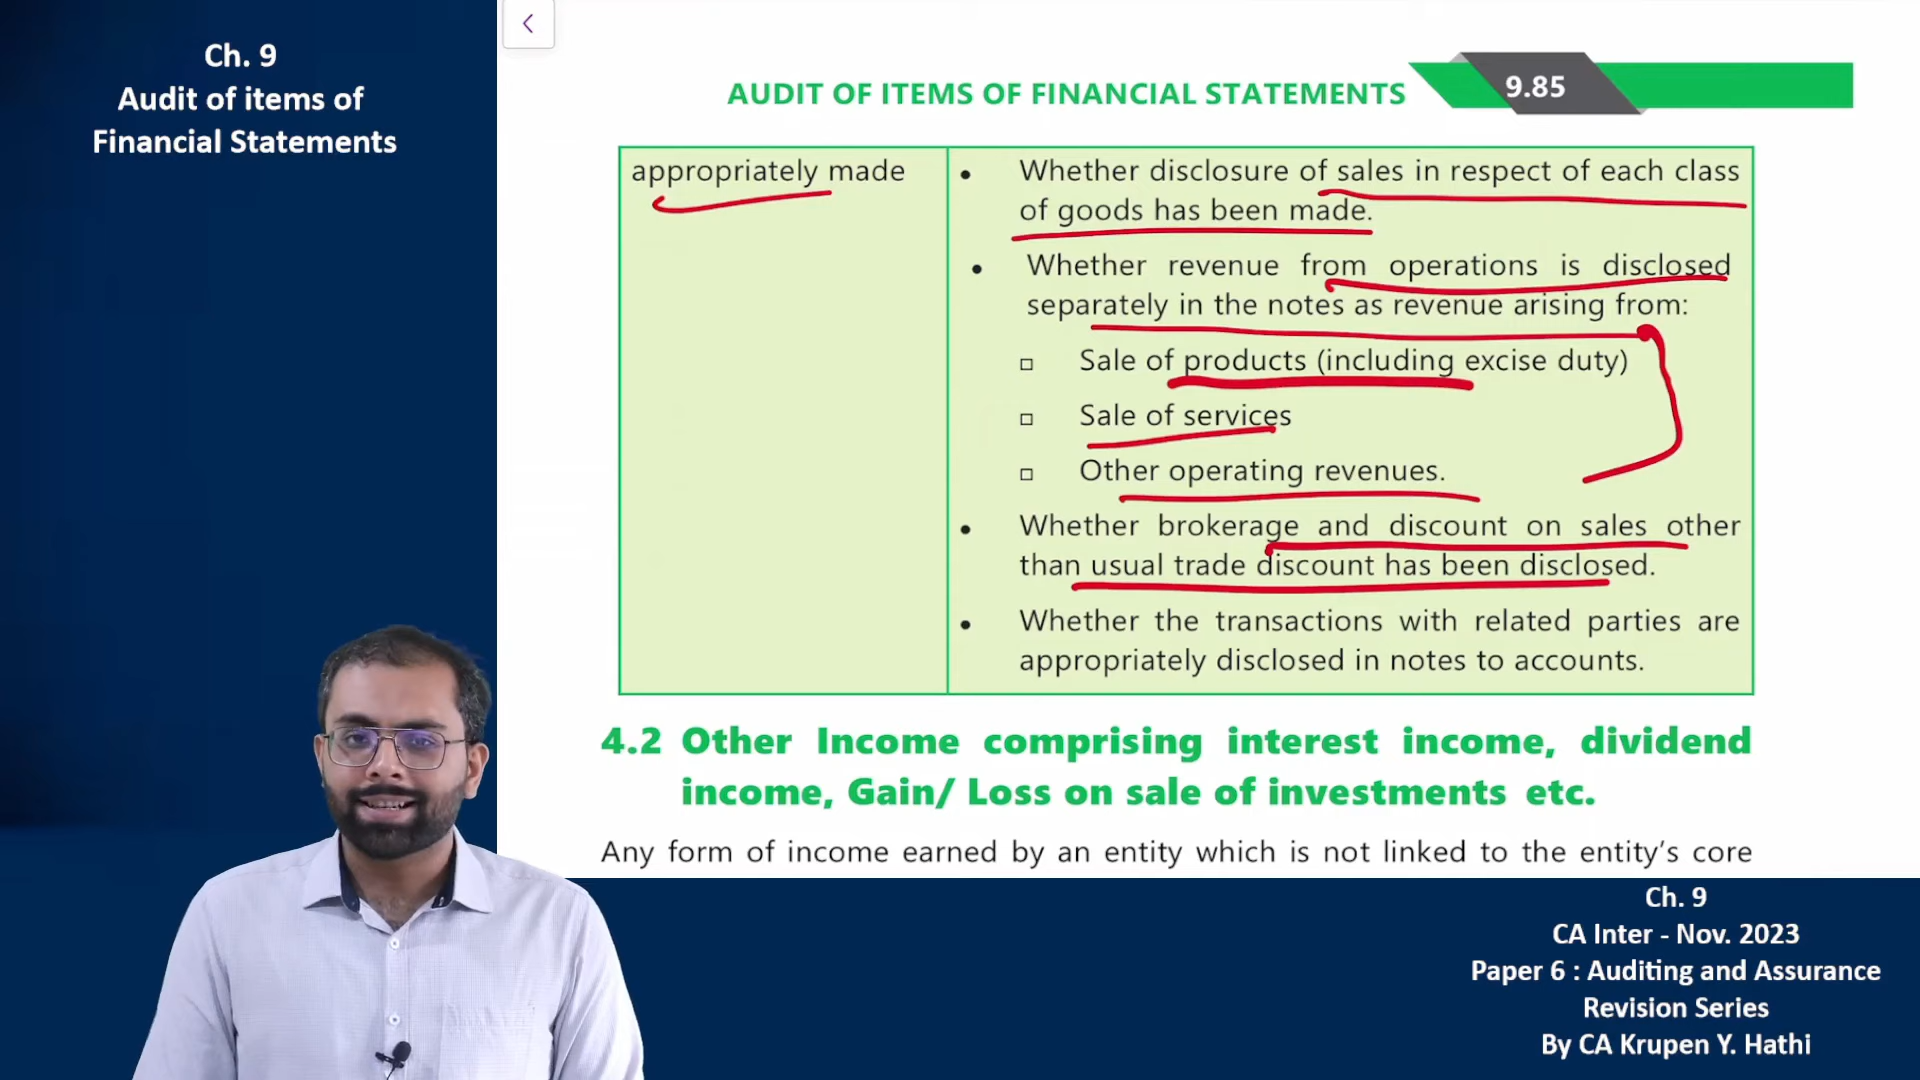 Ch. 9
Audit of items of
Financial Statements
AUDIT OF ITEMS OF FINANCIAL STATEMENTS
9.85
appropriately made
• Whether disclosure of sales in respect of each class
of goods has been made.
• Whether revenue from operations is disclosed
separately in the notes as revenue arising from:
□ Sale of products (including excise duty)
□ Sale of services
□ Other operating revenues.
• Whether brokerage and discount on sales other
than usual trade discount has been disclosed.
• Whether the transactions with related parties are
appropriately disclosed in notes to accounts.
4.2 Other Income comprising interest income, dividend
income, Gain/ Loss on sale of investments etc.
Any form of income earned by an entity which is not linked to the entity’s core
Ch. 9
CA Inter - Nov. 2023
Paper 6 : Auditing and Assurance
Revision Series
By CA Krupen Y. Hathi